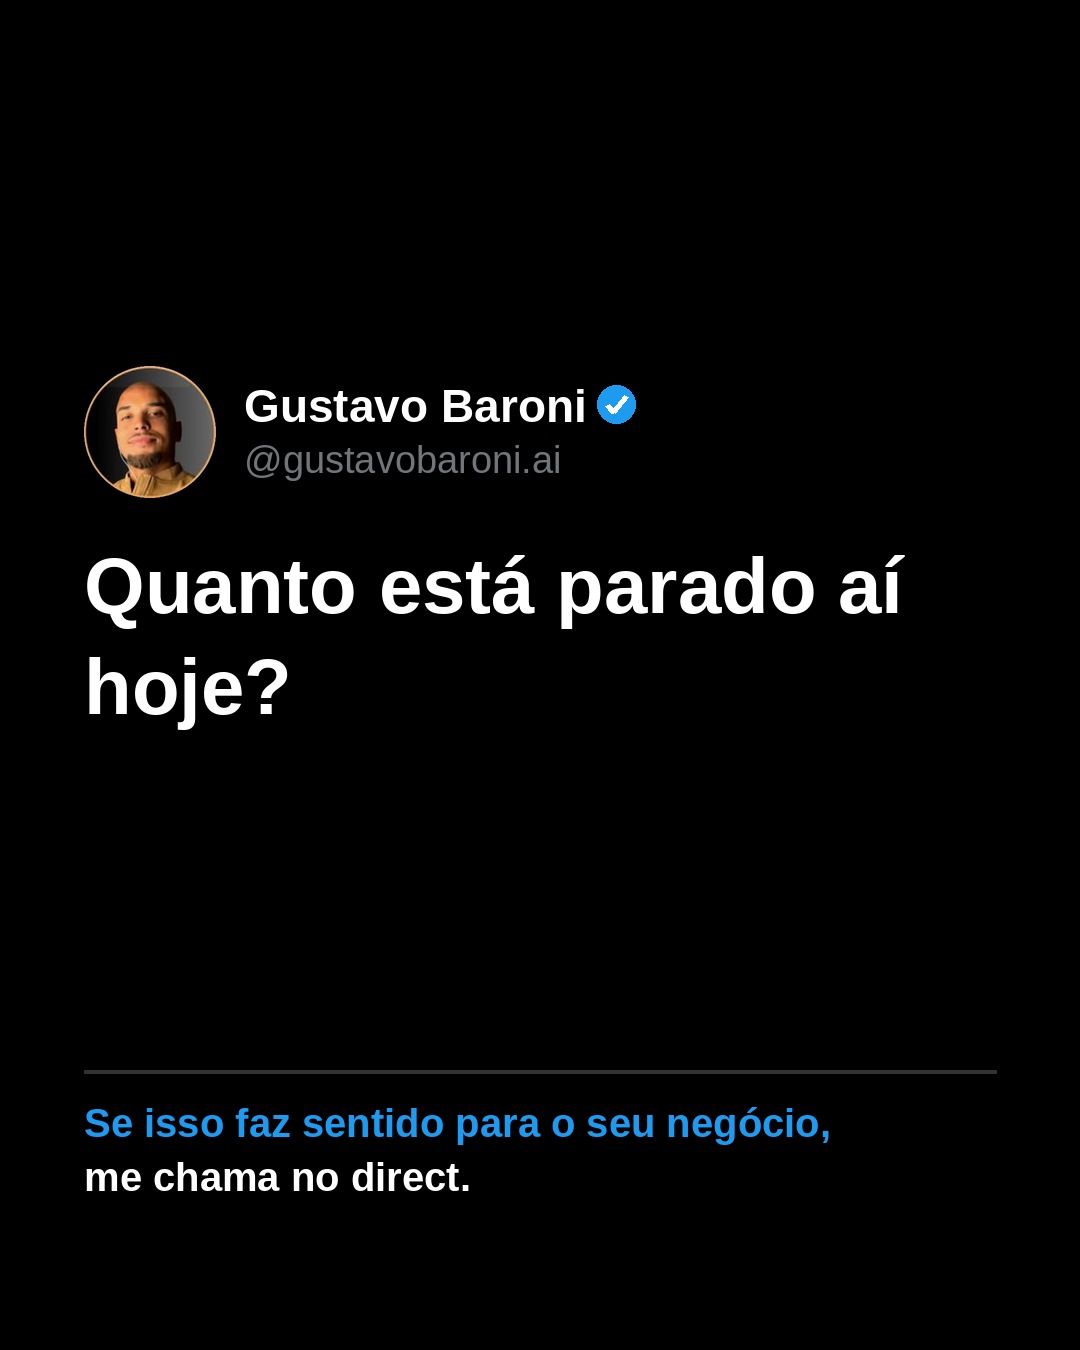 Gustavo Baroni
@gustavobaroni.ai
Quanto está parado aí
hoje?
Se isso faz sentido para o seu negócio,
me chama no direct.